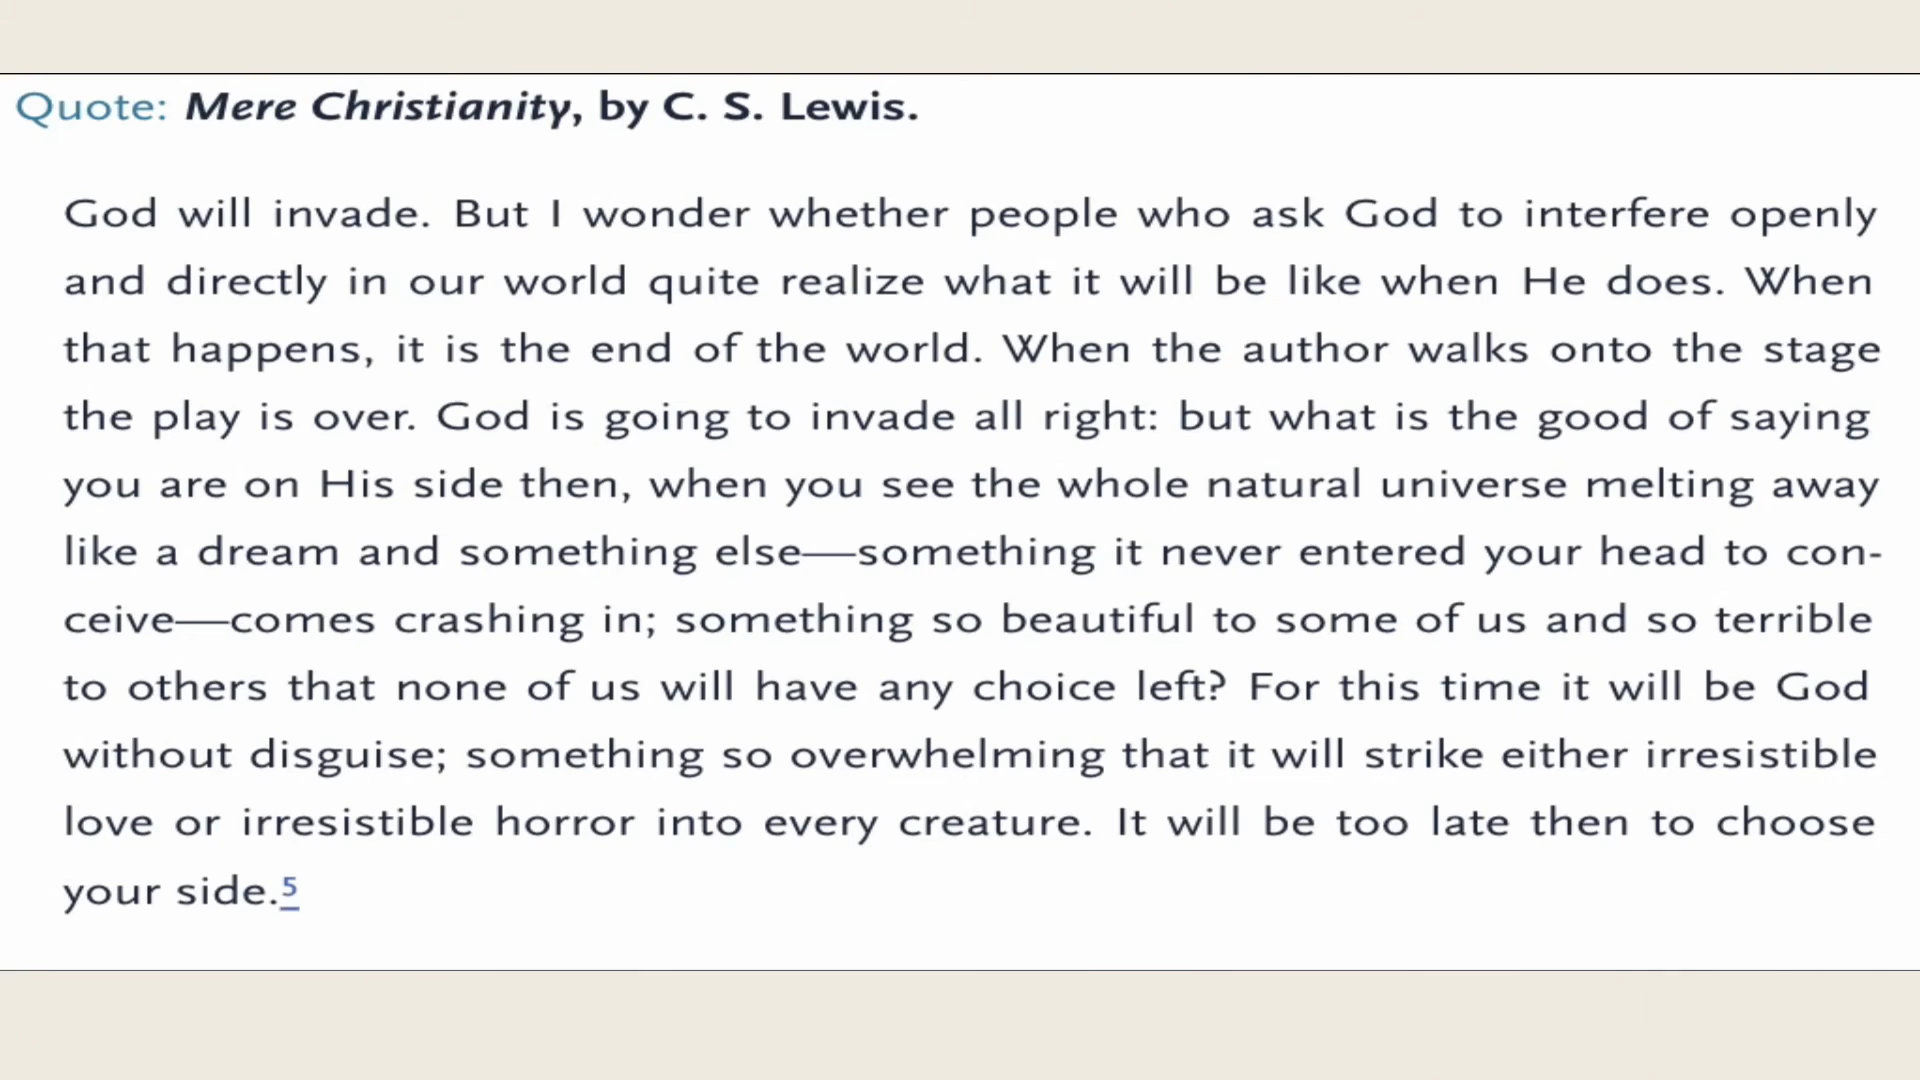 Quote: Mere Christianity, by C. S. Lewis.
God will invade. But I wonder whether people who ask God to interfere openly
and directly in our world quite realize what it will be like when He does. When
that happens, it is the end of the world. When the author walks onto the stage
the play is over. God is going to invade all right: but what is the good of saying
you are on His side then, when you see the whole natural universe melting away
like a dream and something else—something it never entered your head to con-
ceive—comes crashing in; something so beautiful to some of us and so terrible
to others that none of us will have any choice left? For this time it will be God
without disguise; something so overwhelming that it will strike either irresistible
love or irresistible horror into every creature. It will be too late then to choose
your side.5